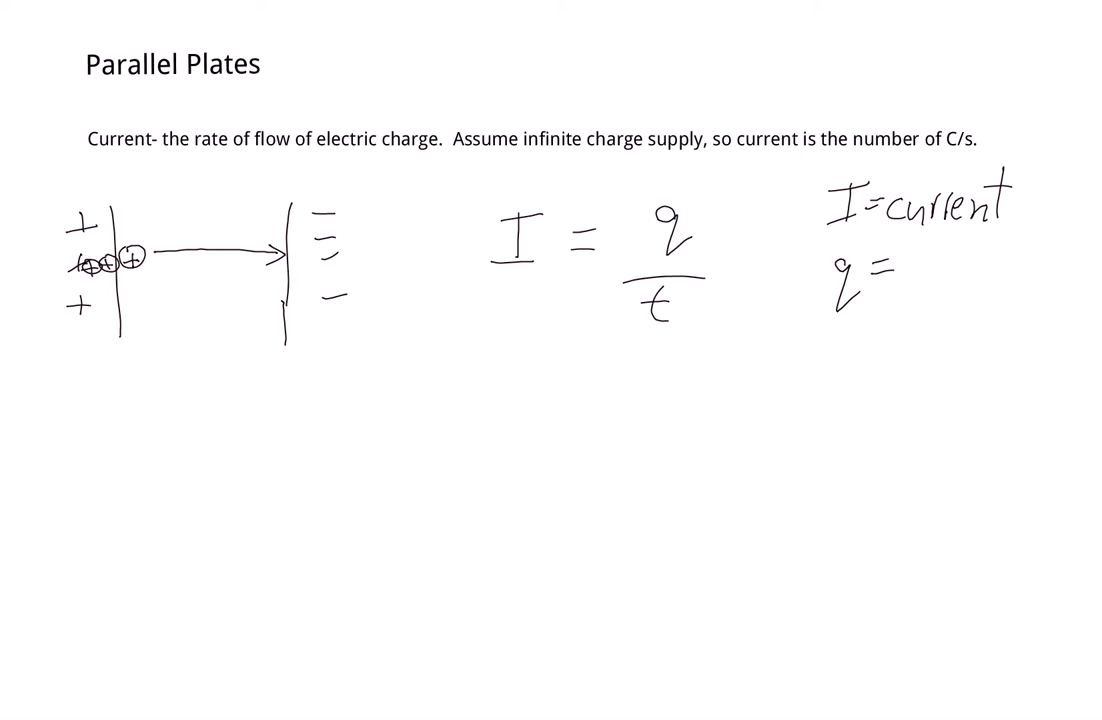 Parallel Plates
Current- the rate of flow of electric charge.  Assume infinite charge supply, so current is the number of C/s.
I = q / t
I = current
q =
+
+
+ + +
+